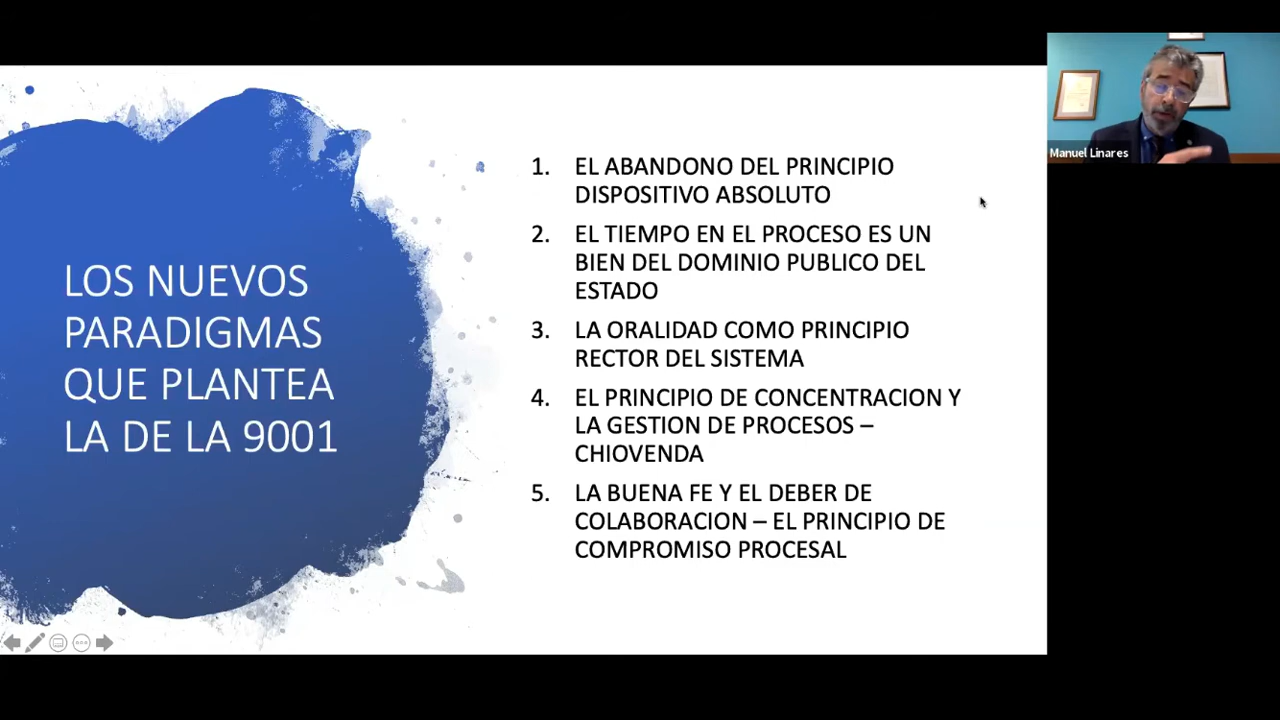 LOS NUEVOS
PARADIGMAS
QUE PLANTEA
LA DE LA 9001
1. EL ABANDONO DEL PRINCIPIO
DISPOSITIVO ABSOLUTO
2. EL TIEMPO EN EL PROCESO ES UN
BIEN DEL DOMINIO PUBLICO DEL
ESTADO
3. LA ORALIDAD COMO PRINCIPIO
RECTOR DEL SISTEMA
4. EL PRINCIPIO DE CONCENTRACION Y
LA GESTION DE PROCESOS –
CHIOVENDA
5. LA BUENA FE Y EL DEBER DE
COLABORACION – EL PRINCIPIO DE
COMPROMISO PROCESAL
Manuel Linares